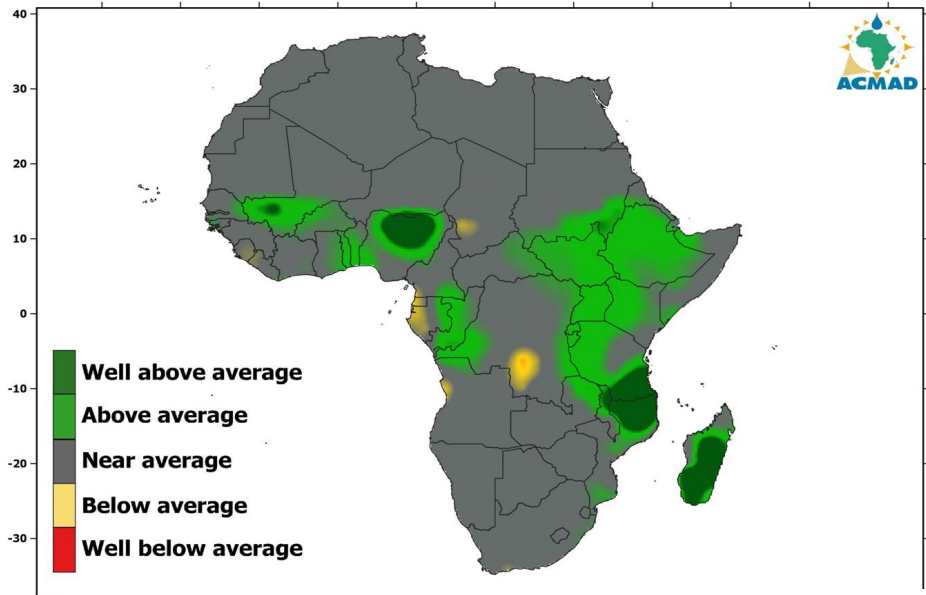 40
30
20
10
0
-10
-20
-30
ACMAD
Well above average
Above average
Near average
Below average
Well below average